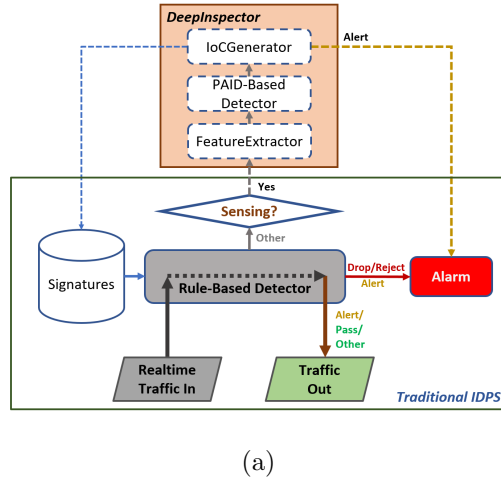 DeepInspector
IoCGenerator
Alert
PAID-Based
Detector
FeatureExtractor
Yes
Sensing?
Other
Signatures
Rule-Based Detector
Drop/Reject
Alert
Alarm
Alert/
Pass/
Other
Realtime
Traffic In
Traffic
Out
Traditional IDPS
(a)